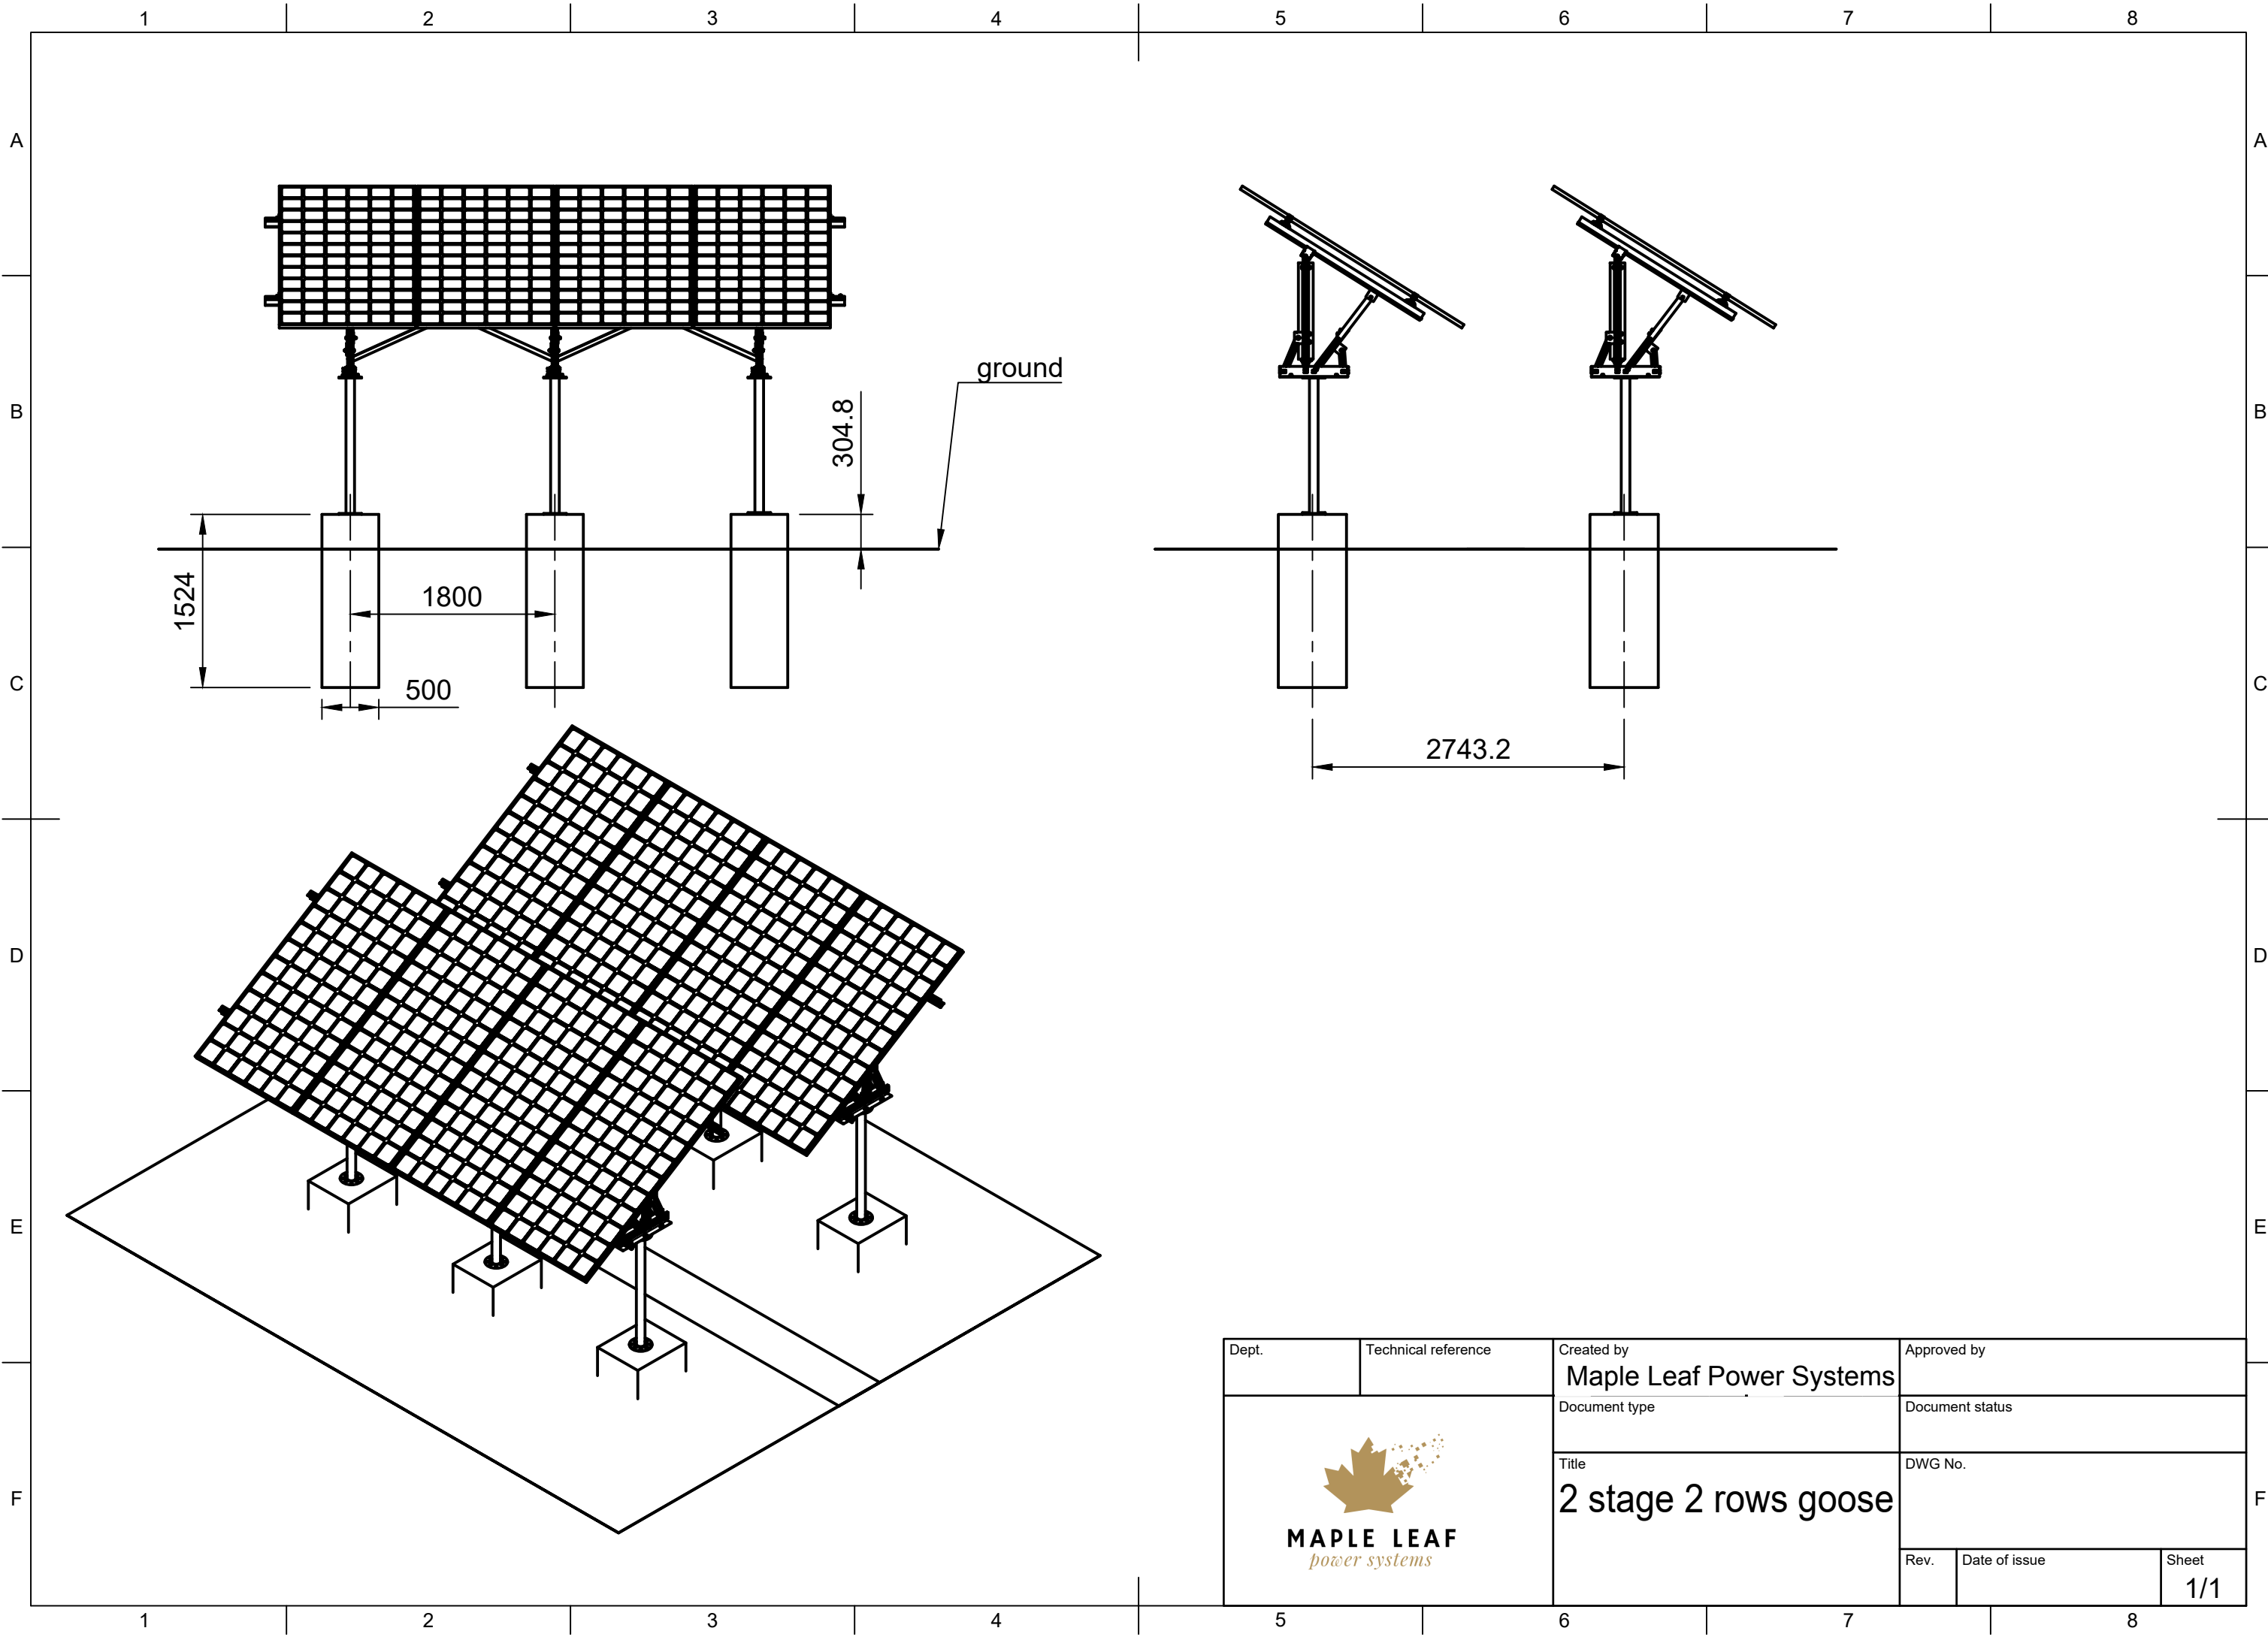 1 2 3 4 5 6 7 8
A A
ground
304.8
B B
1524
1800
500
C C
2743.2
D D
E E
Dept. Technical reference Created by Approved by
Maple Leaf Power Systems
Document type Document status
Title DWG No.
2 stage 2 rows goose
F F
MAPLE LEAF
power systems
Rev. Date of issue Sheet
1/1
1 2 3 4 5 6 7 8